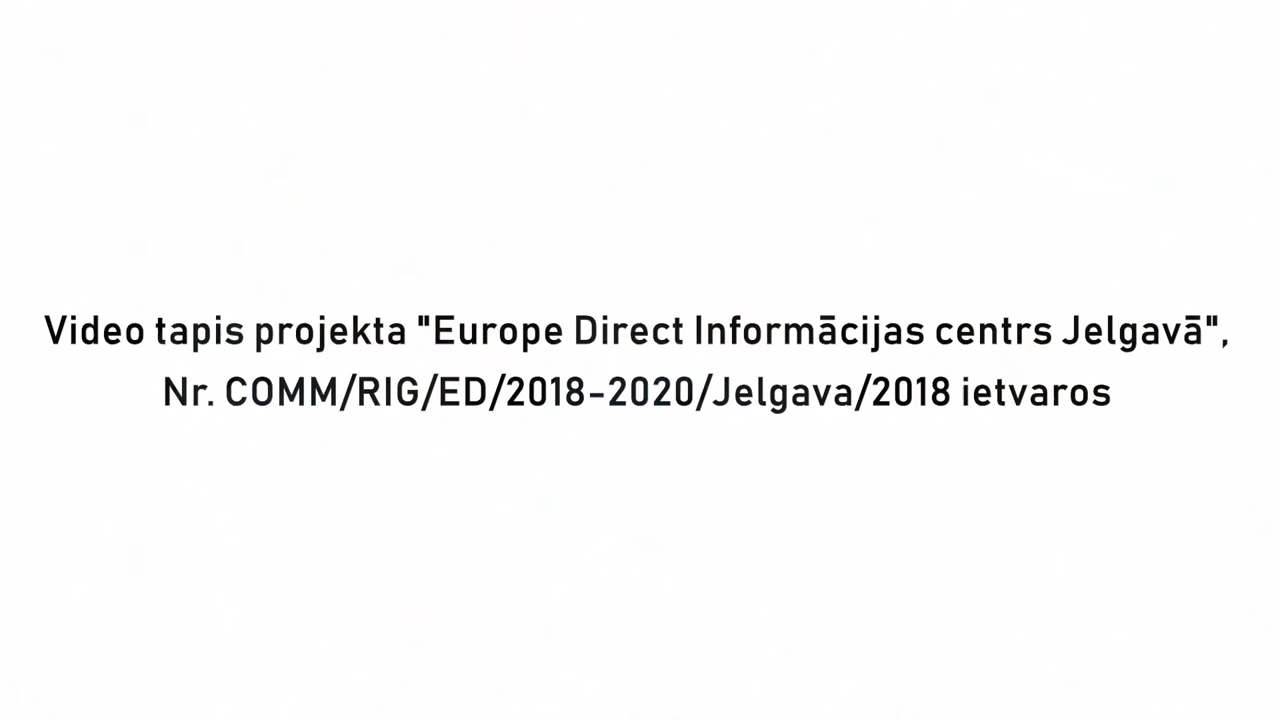 Video tapis projekta "Europe Direct Informācijas centrs Jelgavā",
Nr. COMM/RIG/ED/2018-2020/Jelgava/2018 ietvaros